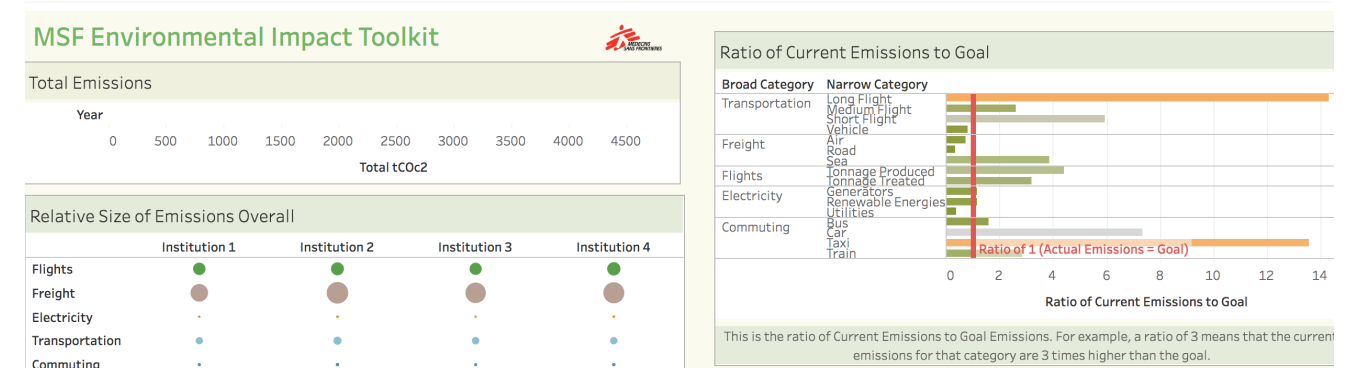 MSF Environmental Impact Toolkit
MEDECINS
SANS FRONTIERES
Total Emissions
Year
0 500 1000 1500 2000 2500 3000 3500 4000 4500
Total tCOc2
Relative Size of Emissions Overall
Institution 1 Institution 2 Institution 3 Institution 4
Flights
Freight
Electricity
Transportation
Commuting
Ratio of Current Emissions to Goal
Broad Category Narrow Category
Transportation Long Flight
Medium Flight
Short Flight
Vehicle
Freight Air
Road
Sea
Flights Tonnage Produced
Tonnage Treated
Electricity Generators
Renewable Energies
Utilities
Commuting Bus
Car
Taxi
Train
Ratio of 1 (Actual Emissions = Goal)
0 2 4 6 8 10 12 14
Ratio of Current Emissions to Goal
This is the ratio of Current Emissions to Goal Emissions. For example, a ratio of 3 means that the current
emissions for that category are 3 times higher than the goal.